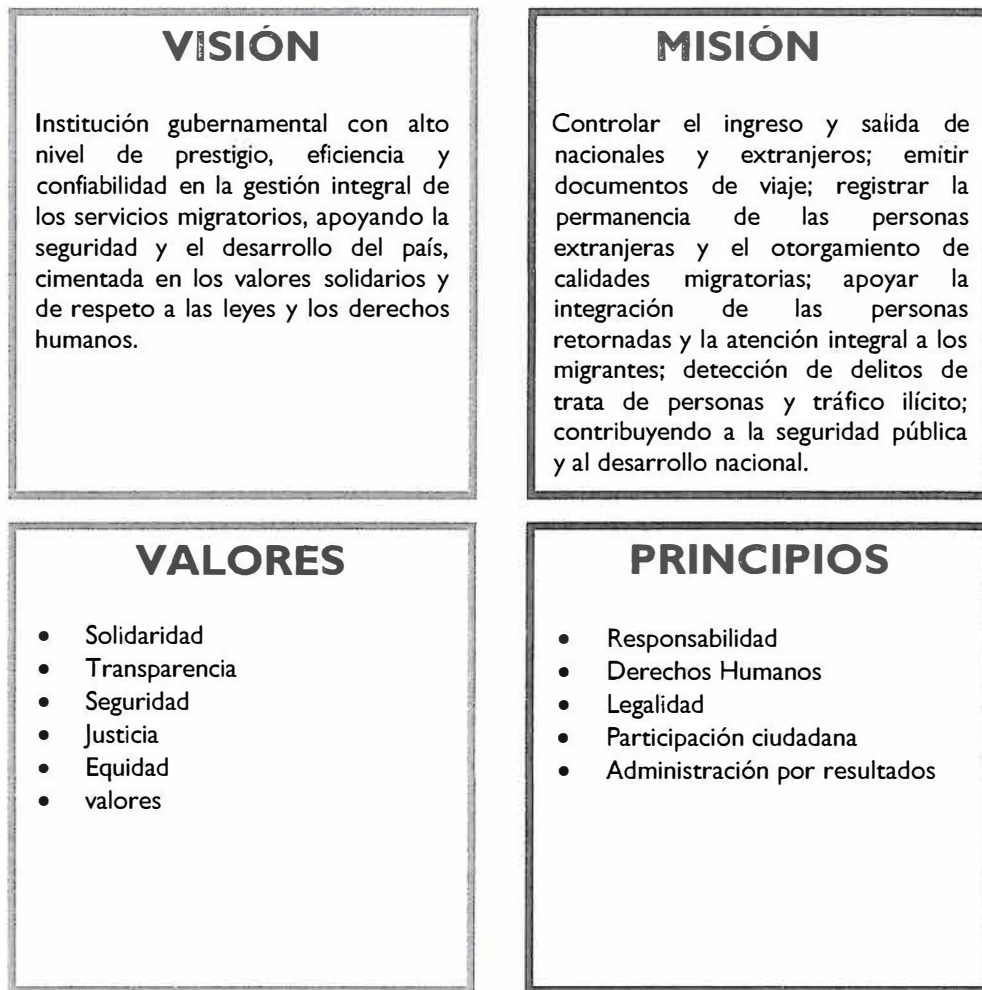 VISIÓN
Institución gubernamental con alto
nivel de prestigio, eficiencia y
confiabilidad en la gestión integral de
los servicios migratorios, apoyando la
seguridad y el desarrollo del país,
cimentada en los valores solidarios y
de respeto a las leyes y los derechos
humanos.
MISIÓN
Controlar el ingreso y salida de
nacionales y extranjeros; emitir
documentos de viaje; registrar la
permanencia de las personas
extranjeras y el otorgamiento de
calidades migratorias; apoyar la
integración de las personas
retornadas y la atención integral a los
migrantes; detección de delitos de
trata de personas y tráfico ilícito;
contribuyendo a la seguridad pública
y al desarrollo nacional.
VALORES
• Solidaridad
• Transparencia
• Seguridad
• Justicia
• Equidad
• valores
PRINCIPIOS
• Responsabilidad
• Derechos Humanos
• Legalidad
• Participación ciudadana
• Administración por resultados